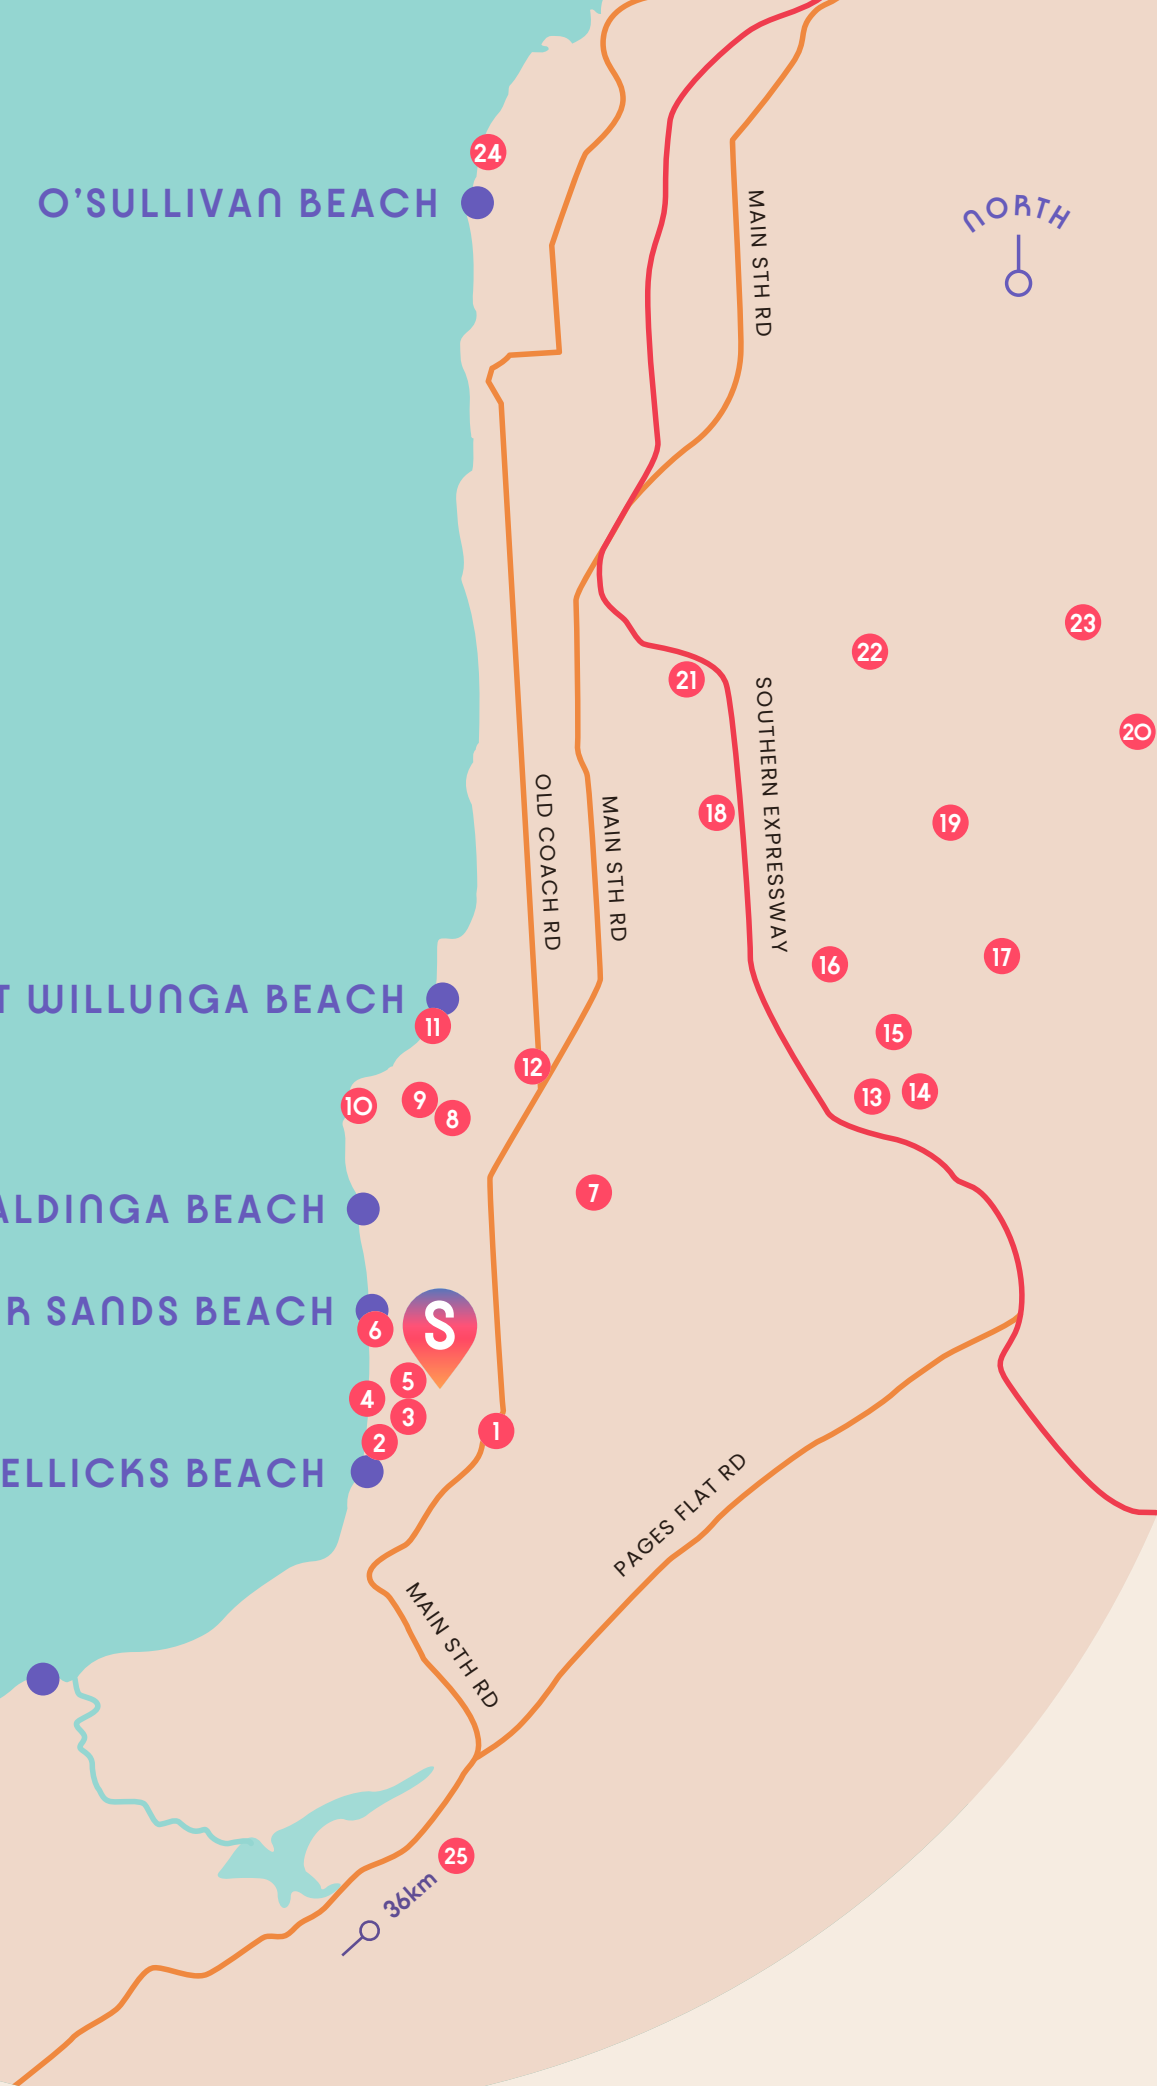 24
O'SULLIVAN BEACH
NORTH
MAIN STH RD
23
22
21
20
SOUTHERN EXPRESSWAY
OLD COACH RD
MAIN STH RD
18
19
16
17
T WILLUNGA BEACH
11
15
12
10
9
8
13
14
7
ALDINGA BEACH
R SANDS BEACH
6
S
5
4
3
1
2
ELLICKS BEACH
PAGES FLAT RD
MAIN STH RD
25
36km